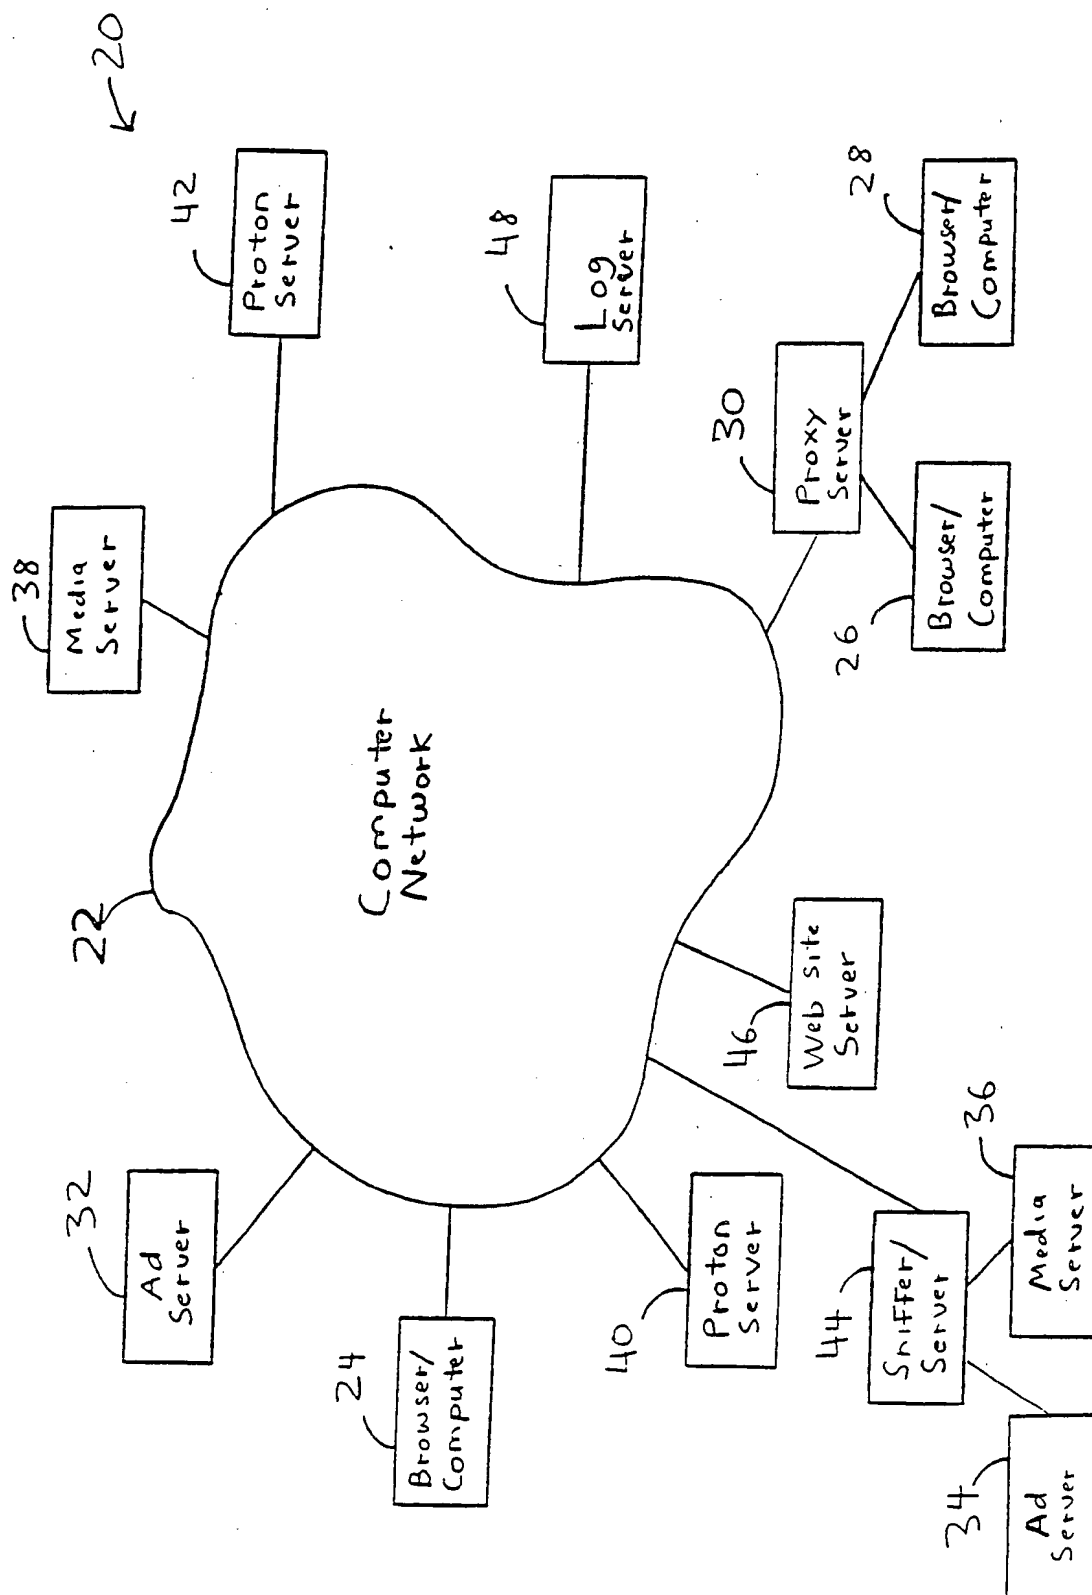 20
22
Computer
Network
32
Ad
Server
38
Media
Server
42
Proton
Server
24
Browser/
Computer
48
Log
Server
40
Proton
Server
46
Web site
Server
30
Proxy
Server
44
Sniffer/
Server
26
Browser/
Computer
28
Browser/
Computer
34
Ad
Server
36
Media
Server